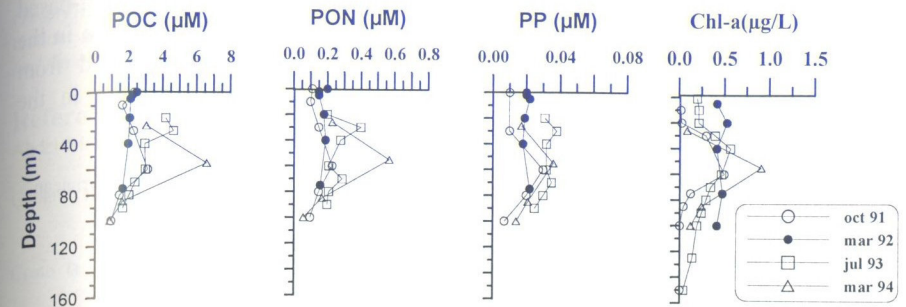 POC (µM) PON (µM) PP (µM) Chl-a(µg/L)
0 2 4 6 8 0.0 0.2 0.4 0.6 0.8 0.00 0.04 0.08 0.0 0.5 1.0 1.5
0
40
80
120
160
Depth (m)
oct 91
mar 92
jul 93
mar 94